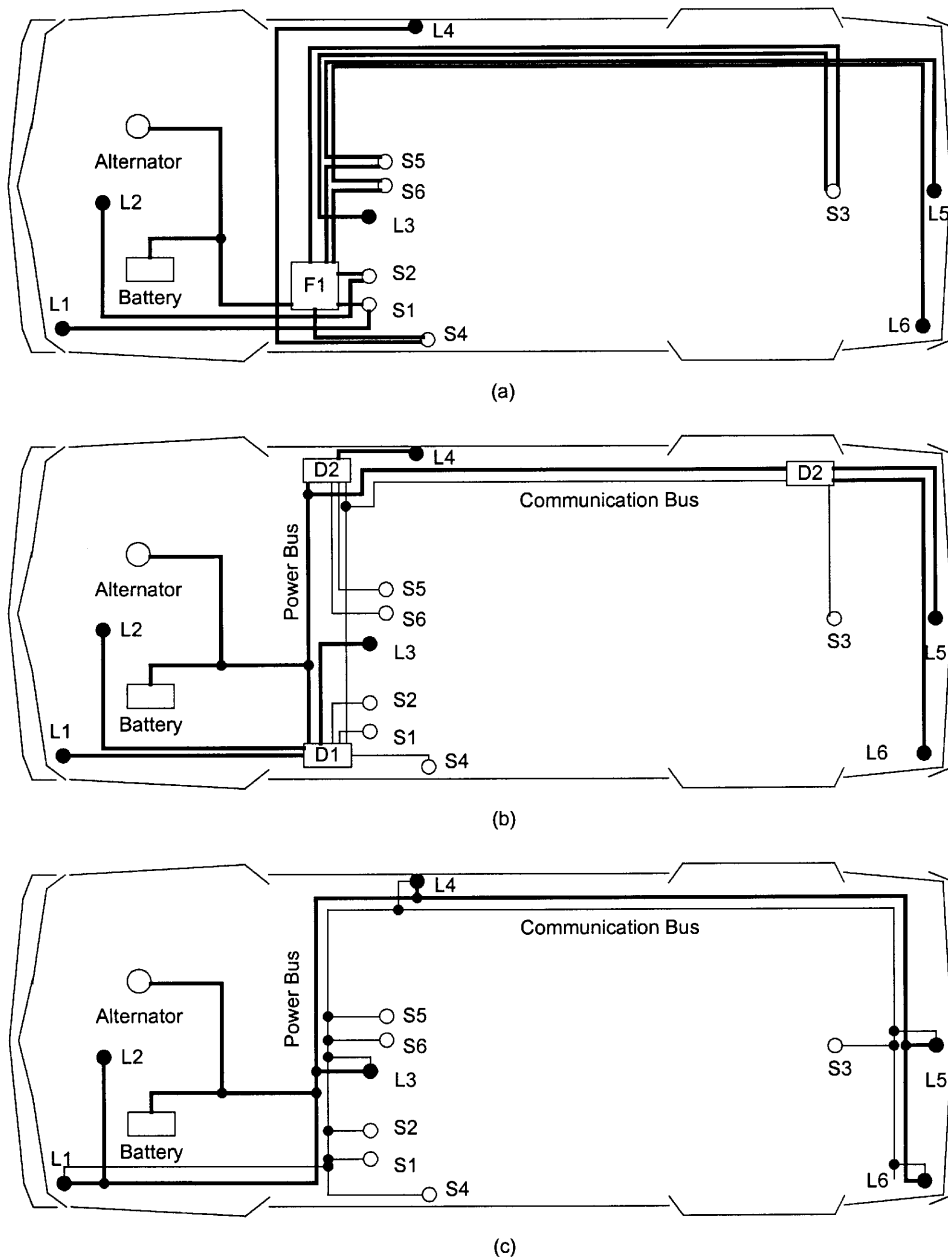 L4
Alternator
S5
S6
L2
S3
L5
L3
F1
S2
Battery
S1
L1
L6
S4
(a)
D2
L4
D2
Communication Bus
Power Bus
Alternator
S5
S6
L2
S3
L5
L3
S2
Battery
L1
S1
D1
L6
S4
(b)
L4
Communication Bus
Power Bus
S5
Alternator
S6
L2
S3
L3
L5
S2
Battery
L1
S1
L6
S4
(c)